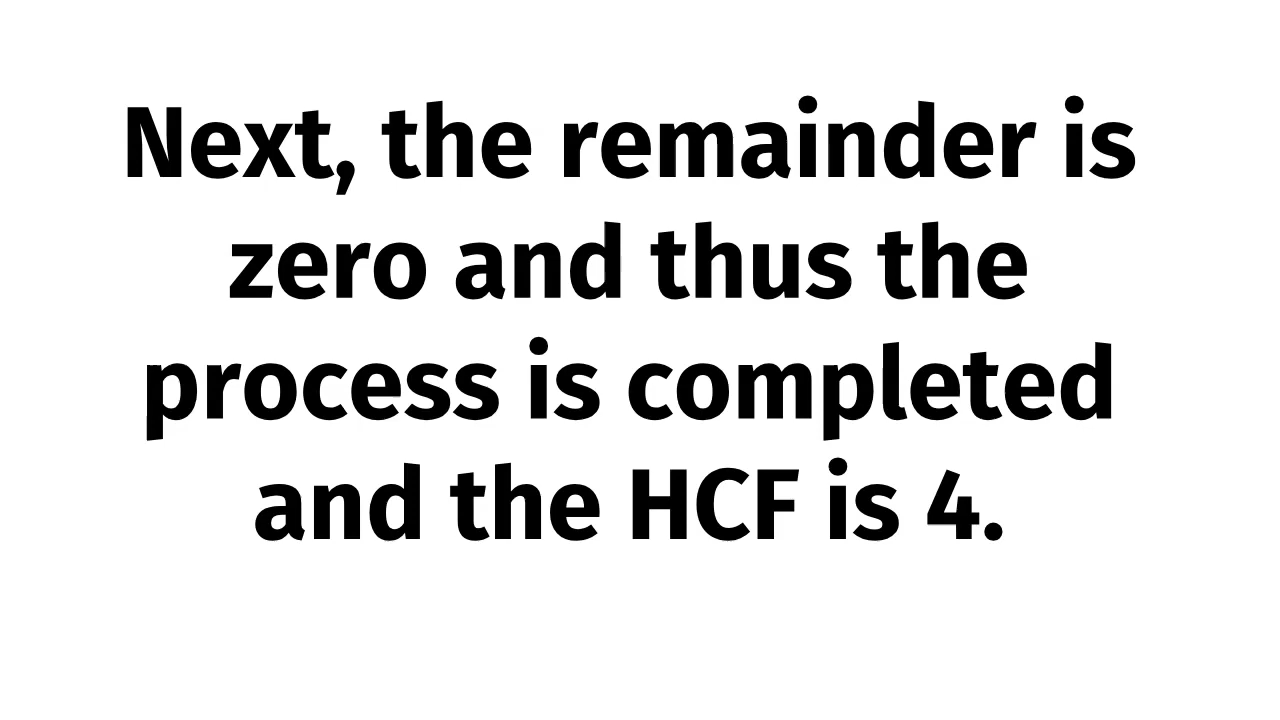 Next, the remainder is
zero and thus the
process is completed
and the HCF is 4.